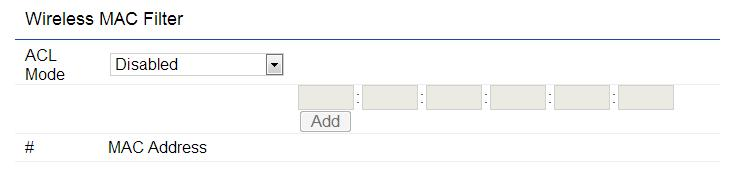 Wireless MAC Filter
ACL Mode
Disabled
: : : : :
Add
# MAC Address